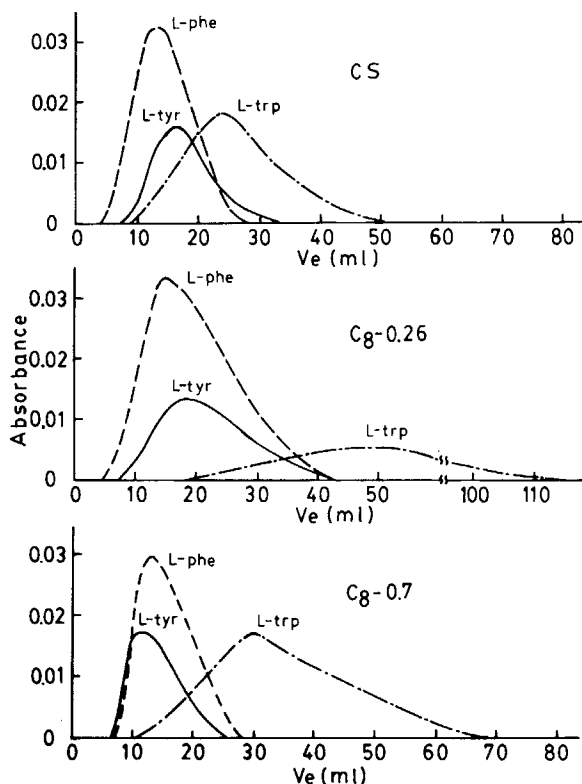 Absorbance
0.03
0.02
0.01
0
L-phe
L-tyr
L-trp
CS
0 10 20 30 40 50 60 70 80
Ve (ml)
0.03
0.02
0.01
0
L-phe
L-tyr
L-trp
C8-0.26
0 10 20 30 40 50 100 110
Ve (ml)
0.03
0.02
0.01
0
L-phe
L-tyr
L-trp
C8-0.7
0 10 20 30 40 50 60 70 80
Ve (ml)